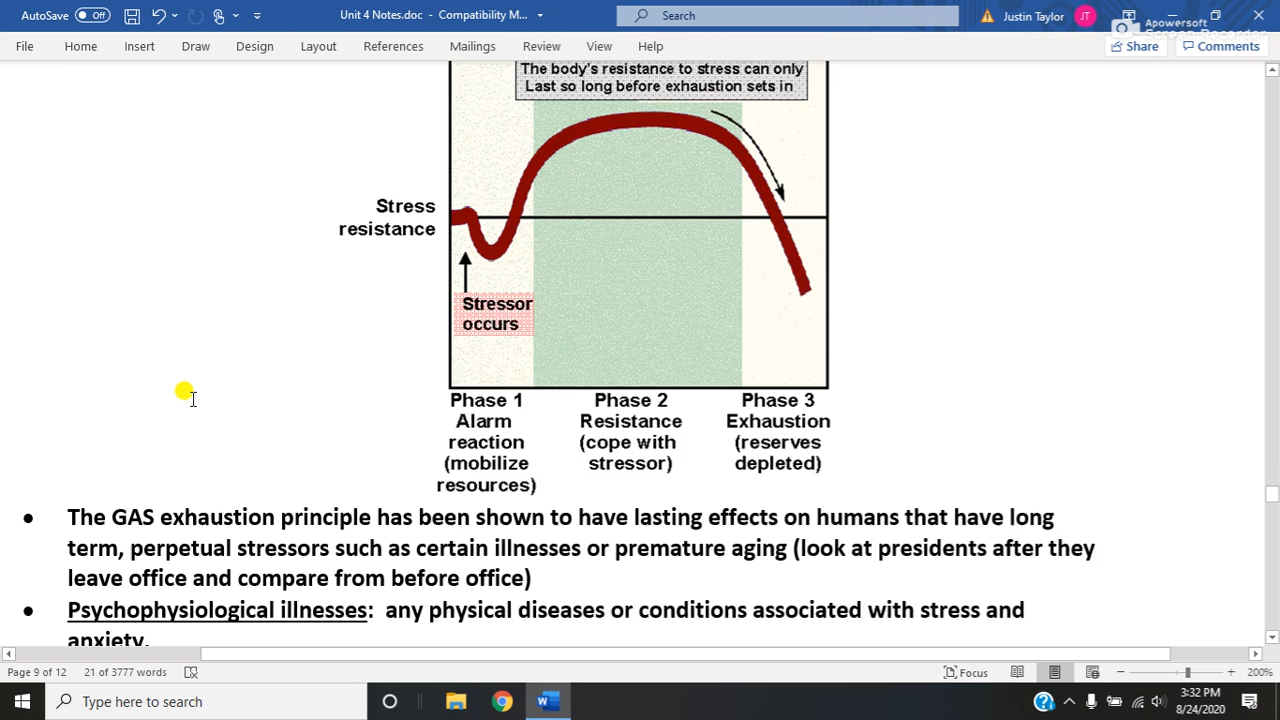 AutoSave Off
Unit 4 Notes.doc - Compatibility M...
Search
Justin Taylor JT
Apowersoft
Screen Recorder
File Home Insert Draw Design Layout References Mailings Review View Help Share Comments
The body's resistance to stress can only
Last so long before exhaustion sets in
Stress
resistance
Stressor
occurs
Phase 1
Alarm
reaction
(mobilize
resources)
Phase 2
Resistance
(cope with
stressor)
Phase 3
Exhaustion
(reserves
depleted)
• The GAS exhaustion principle has been shown to have lasting effects on humans that have long
term, perpetual stressors such as certain illnesses or premature aging (look at presidents after they
leave office and compare from before office)
• Psychophysiological illnesses: any physical diseases or conditions associated with stress and
anxiety.
Page 9 of 12 21 of 3777 words Focus 200%
Type here to search
3:32 PM
8/24/2020